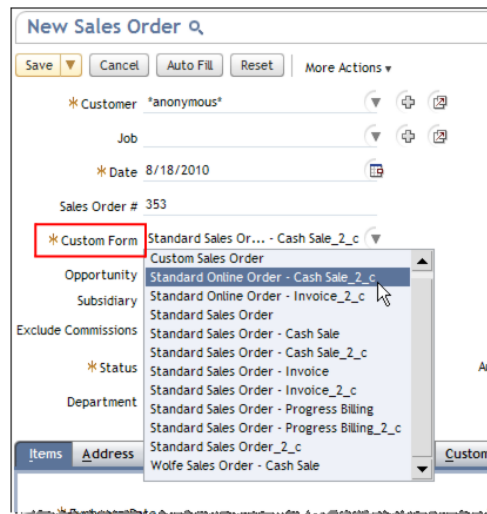 New Sales Order
Save Cancel Auto Fill Reset More Actions
* Customer *anonymous*
Job
* Date 8/18/2010
Sales Order # 353
* Custom Form Standard Sales Or... - Cash Sale_2_c
Custom Sales Order
Opportunity Standard Online Order - Cash Sale_2_c
Standard Online Order - Invoice_2_c
Subsidiary
Standard Sales Order
Exclude Commissions Standard Sales Order - Cash Sale
Standard Sales Order - Cash Sale_2_c
* Status Standard Sales Order - Invoice
Standard Sales Order - Invoice_2_c
Department Standard Sales Order - Progress Billing
Standard Sales Order - Progress Billing_2_c
Items Address Standard Sales Order_2_c Custom
Wolfe Sales Order - Cash Sale